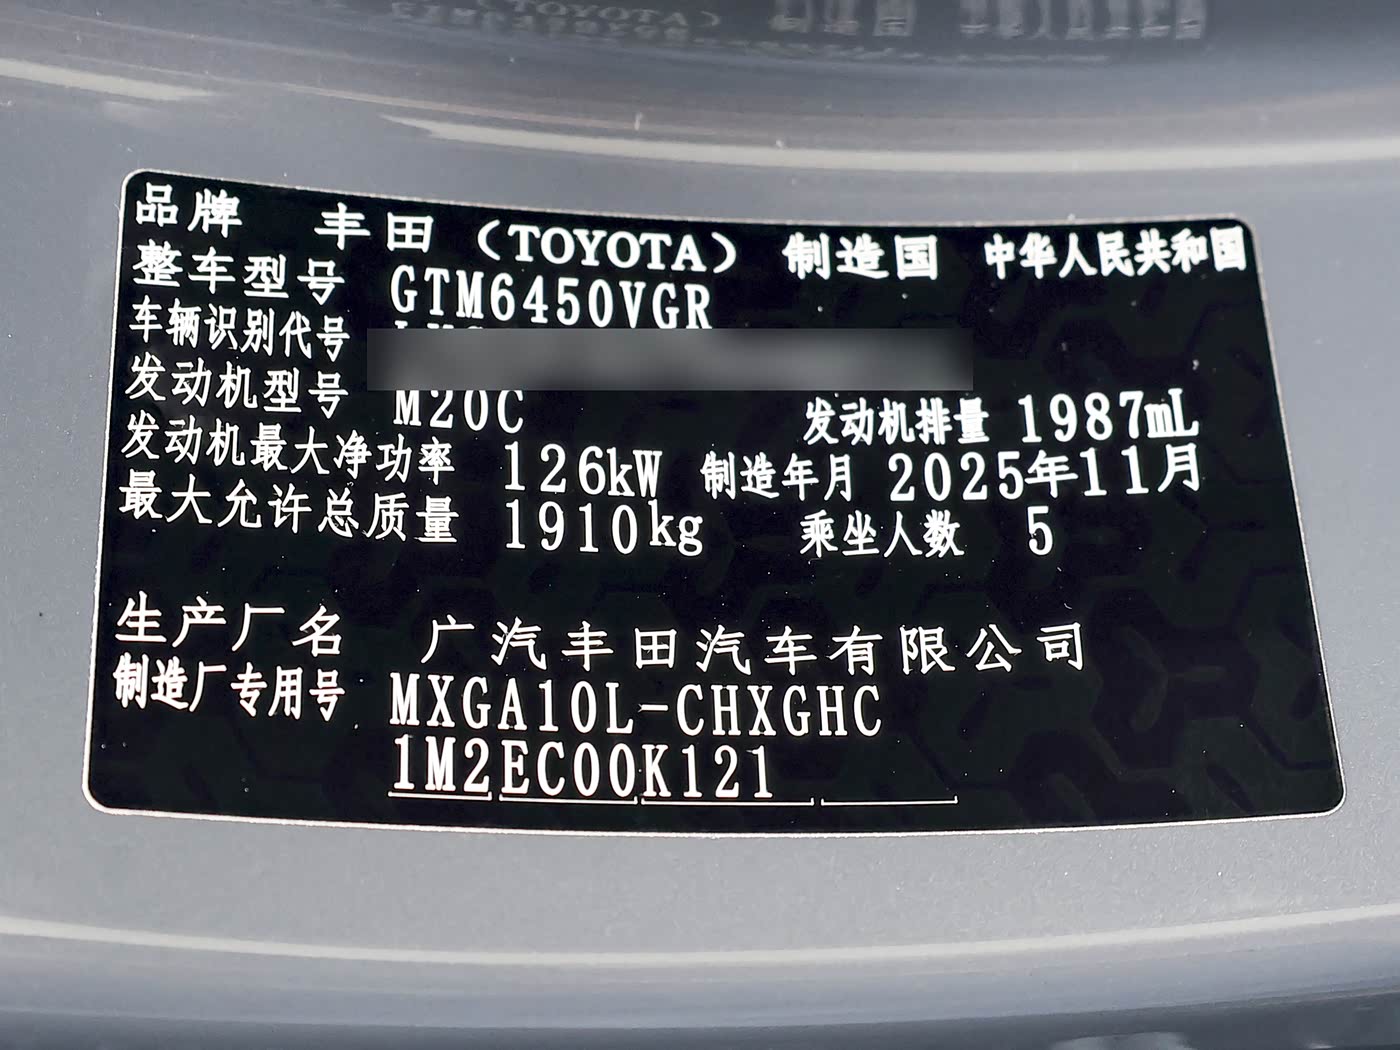 品牌 丰田（TOYOTA） 制造国 中华人民共和国
整车型号 GTM6450VGR
车辆识别代号
发动机型号 M20C 发动机排量 1987mL
发动机最大净功率 126kW 制造年月 2025年11月
最大允许总质量 1910kg 乘坐人数 5
生产厂名 广汽丰田汽车有限公司
制造厂专用号 MXGA10L-CHXGHC
1M2EC00K121